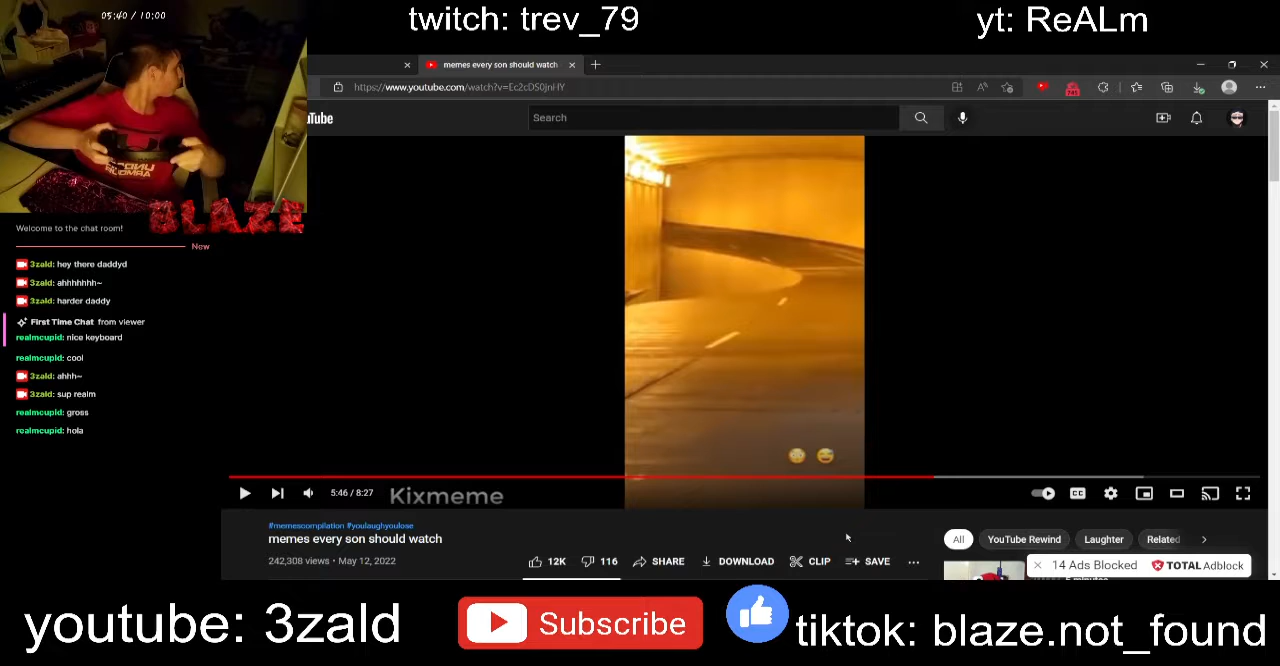 05:40 / 10:00
twitch: trev_79
yt: ReALm
memes every son should watch
https://www.youtube.com/watch?v=Ec2cDS0jnHY
Search
BLAZE
Welcome to the chat room!
New
3zald: hey there daddyd
3zald: ahhhhhhh~
3zald: harder daddy
First Time Chat from viewer
realmcupid: nice keyboard
realmcupid: cool
3zald: ahhh~
3zald: sup realm
realmcupid: gross
realmcupid: hola
5:46 / 8:27
Kixmeme
CC
#memescompilation #youlaughyoulose
memes every son should watch
242,308 views • May 12, 2022
12K
116
SHARE
DOWNLOAD
CLIP
SAVE
All
YouTube Rewind
Laughter
Related
14 Ads Blocked
TOTAL Adblock
youtube: 3zald
Subscribe
tiktok: blaze.not_found